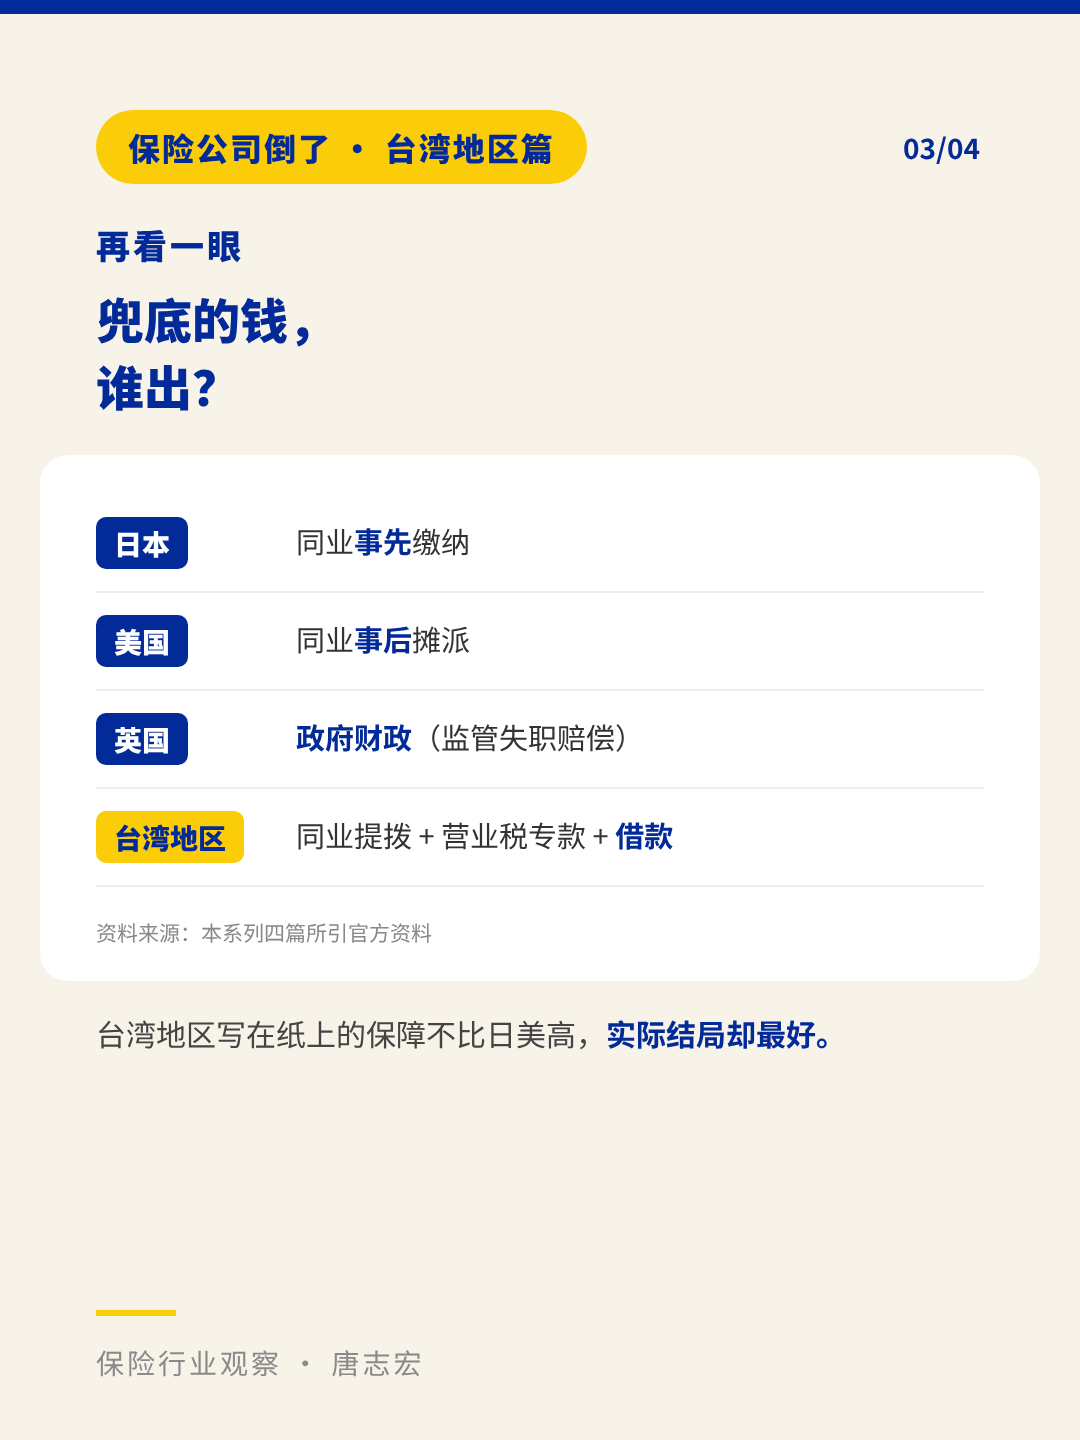 保险公司倒了 · 台湾地区篇
03/04
再看一眼
兜底的钱，
谁出？
日本 同业事先缴纳
美国 同业事后摊派
英国 政府财政（监管失职赔偿）
台湾地区 同业提拨 + 营业税专款 + 借款
资料来源：本系列四篇所引官方资料
台湾地区写在纸上的保障不比日美高，实际结局却最好。
保险行业观察 · 唐志宏